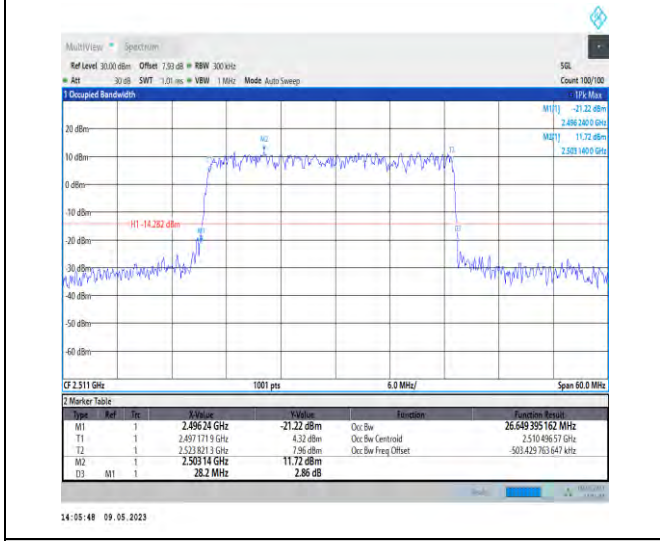 MultiView Spectrum
Ref Level 30.00 dBm Offset 7.93 dB RBW 300 kHz SGL
Att 30 dB SWT 1.01 ms VBW 1 MHz Mode Auto Sweep Count 100/100
1 Occupied Bandwidth 1Pk Max
M1[1] -21.22 dBm
2.496 240 0 GHz
M2[1] 11.72 dBm
2.503 140 0 GHz
20 dBm
M2
T2
10 dBm
0 dBm
-10 dBm
H1 -14.282 dBm
M1
D3
-20 dBm
-30 dBm
-40 dBm
-50 dBm
-60 dBm
CF 2.511 GHz 1001 pts 6.0 MHz/ Span 60.0 MHz
2 Marker Table
Type Ref Trc X-Value Y-Value Function Function Result
M1 1 2.496 24 GHz -21.22 dBm Occ Bw 26.649 395 162 MHz
T1 1 2.497 171 9 GHz 4.32 dBm Occ Bw Centroid 2.510 496 57 GHz
T2 1 2.523 821 3 GHz 7.96 dBm Occ Bw Freq Offset -503.429 763 647 kHz
M2 1 2.503 14 GHz 11.72 dBm
D3 M1 1 28.2 MHz 2.86 dB
14:05:48 09.05.2023